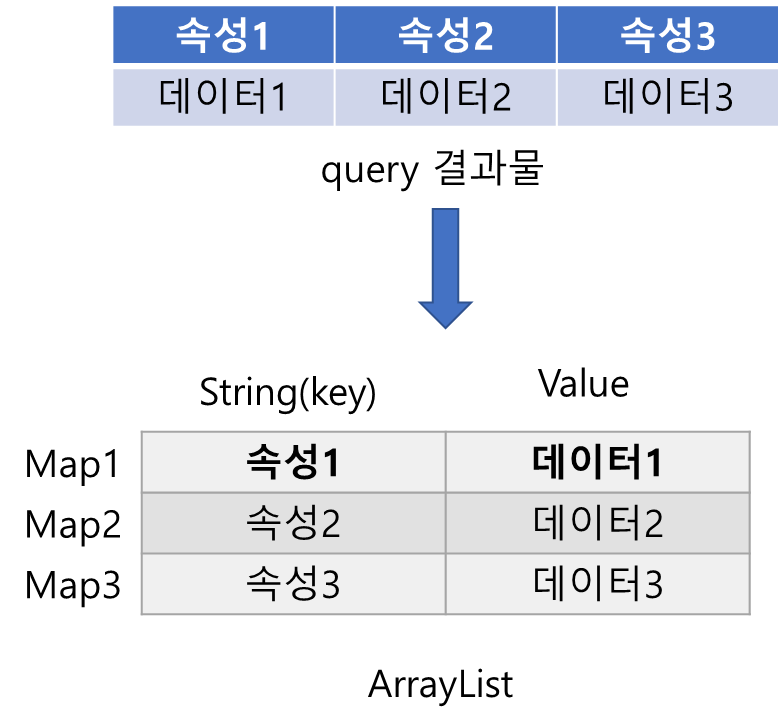 속성1 속성2 속성3
데이터1 데이터2 데이터3
query 결과물
String(key) Value
Map1 속성1 데이터1
Map2 속성2 데이터2
Map3 속성3 데이터3
ArrayList